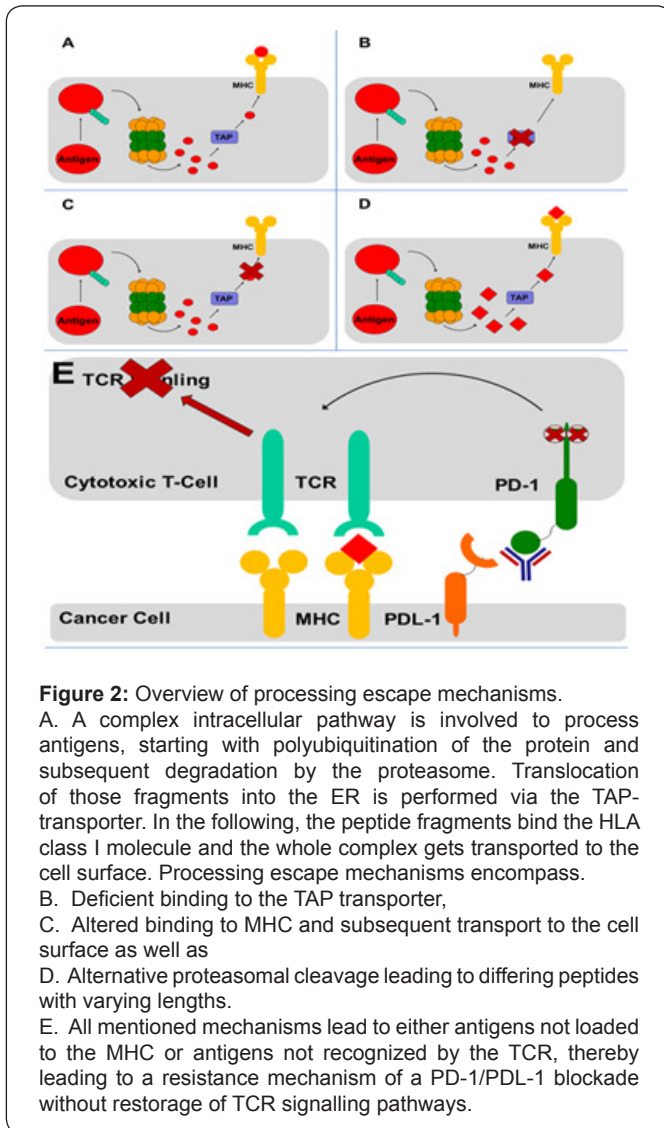 A
MHC
TAP
Antigen
B
MHC
Antigen
C
MHC
TAP
Antigen
D
MHC
TAP
Antigen
E
TCR
Cytotoxic T-Cell
TCR
PD-1
Cancer Cell
MHC
PDL-1
Figure 2: Overview of processing escape mechanisms.
A. A complex intracellular pathway is involved to process
antigens, starting with polyubiquitination of the protein and
subsequent degradation by the proteasome. Translocation
of those fragments into the ER is performed via the TAP-
transporter. In the following, the peptide fragments bind the HLA
class I molecule and the whole complex gets transported to the
cell surface. Processing escape mechanisms encompass.
B. Deficient binding to the TAP transporter,
C. Altered binding to MHC and subsequent transport to the cell
surface as well as
D. Alternative proteasomal cleavage leading to differing peptides
with varying lengths.
E. All mentioned mechanisms lead to either antigens not loaded
to the MHC or antigens not recognized by the TCR, thereby
leading to a resistance mechanism of a PD-1/PDL-1 blockade
without restorage of TCR signalling pathways.